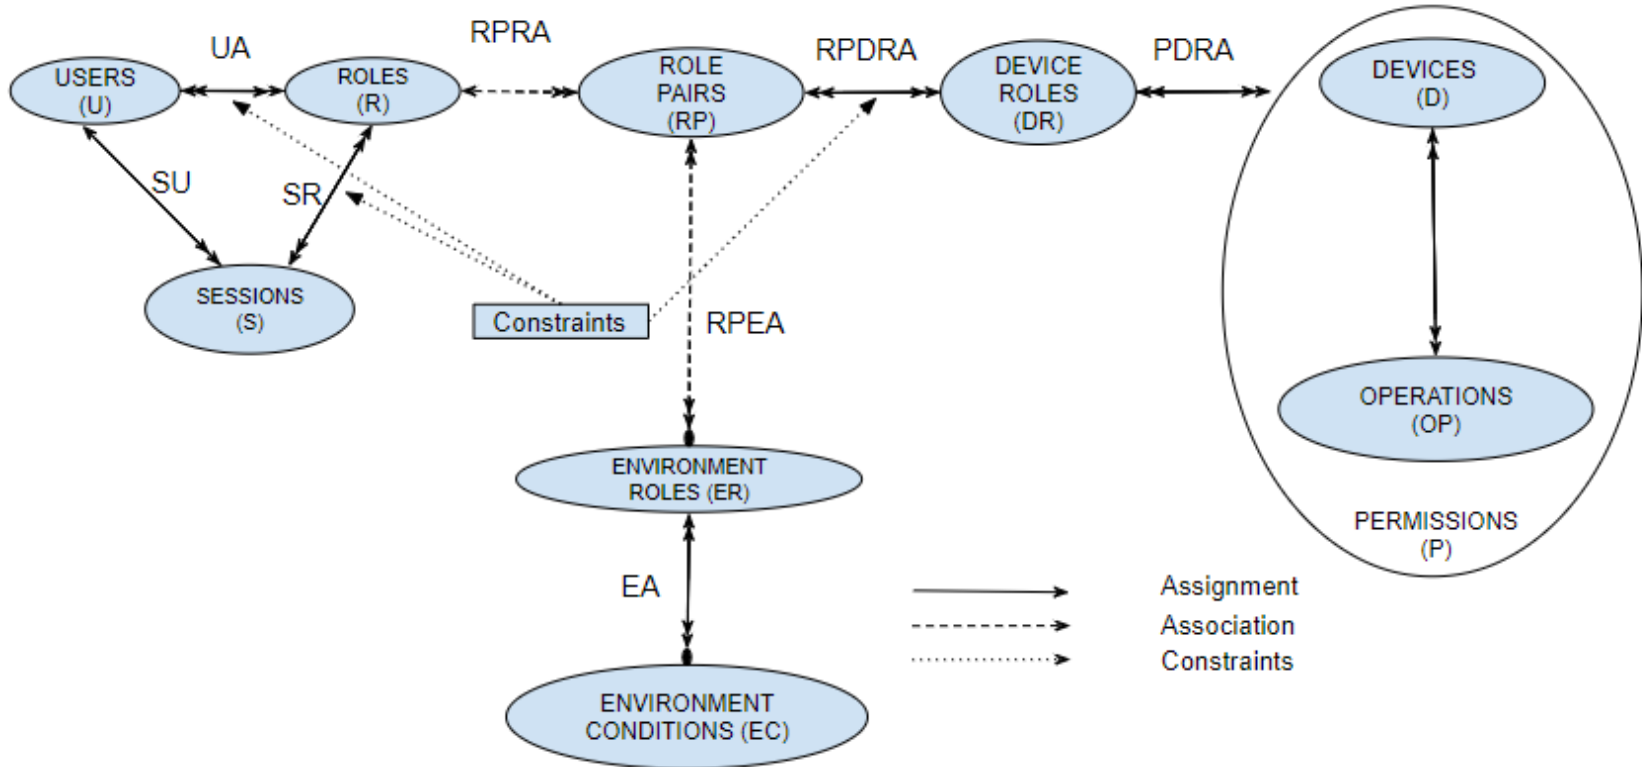 UA
RPRA
RPDRA
PDRA
USERS
(U)
ROLES
(R)
ROLE
PAIRS
(RP)
DEVICE
ROLES
(DR)
DEVICES
(D)
SU
SR
SESSIONS
(S)
Constraints
RPEA
OPERATIONS
(OP)
ENVIRONMENT
ROLES (ER)
PERMISSIONS
(P)
EA
Assignment
Association
Constraints
ENVIRONMENT
CONDITIONS (EC)